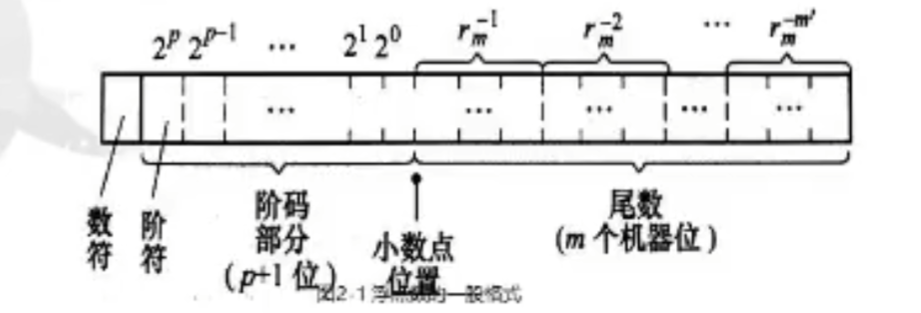 2^p 2^{p-1} … 2^1 2^0 r_m^{-1} r_m^{-2} … r_m^{-m'}
… … … … …
数符
阶符
阶码部分
(p+1 位)
小数点位置
尾数
(m 个机器位)
图2-1浮点数的一般格式